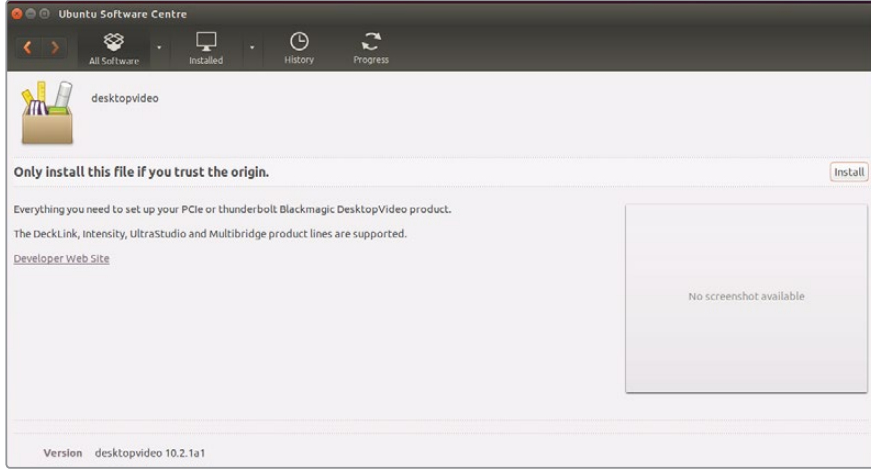 Ubuntu Software Centre
All Software
Installed
History
Progress
desktopvideo
Only install this file if you trust the origin.
Install
Everything you need to set up your PCIe or thunderbolt Blackmagic DesktopVideo product.
The DeckLink, Intensity, UltraStudio and Multibridge product lines are supported.
Developer Web Site
No screenshot available
Version desktopvideo 10.2.1a1